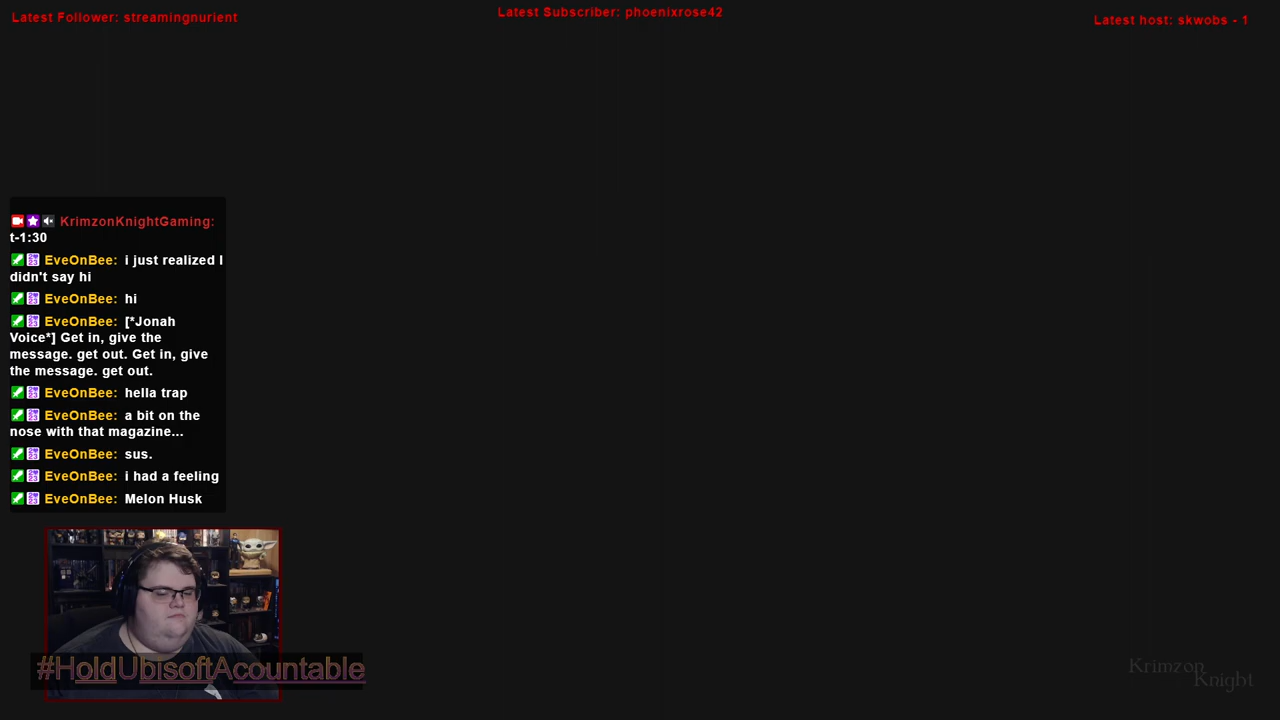 Latest Follower: streamingnurient
Latest Subscriber: phoenixrose42
Latest host: skwobs - 1
KrimzonKnightGaming:
t-1:30
EveOnBee: i just realized I
didn't say hi
EveOnBee: hi
EveOnBee: [*Jonah
Voice*] Get in, give the
message. get out. Get in, give
the message. get out.
EveOnBee: hella trap
EveOnBee: a bit on the
nose with that magazine...
EveOnBee: sus.
EveOnBee: i had a feeling
EveOnBee: Melon Husk
#HoldUbisoftAcountable
Krimzon
Knight